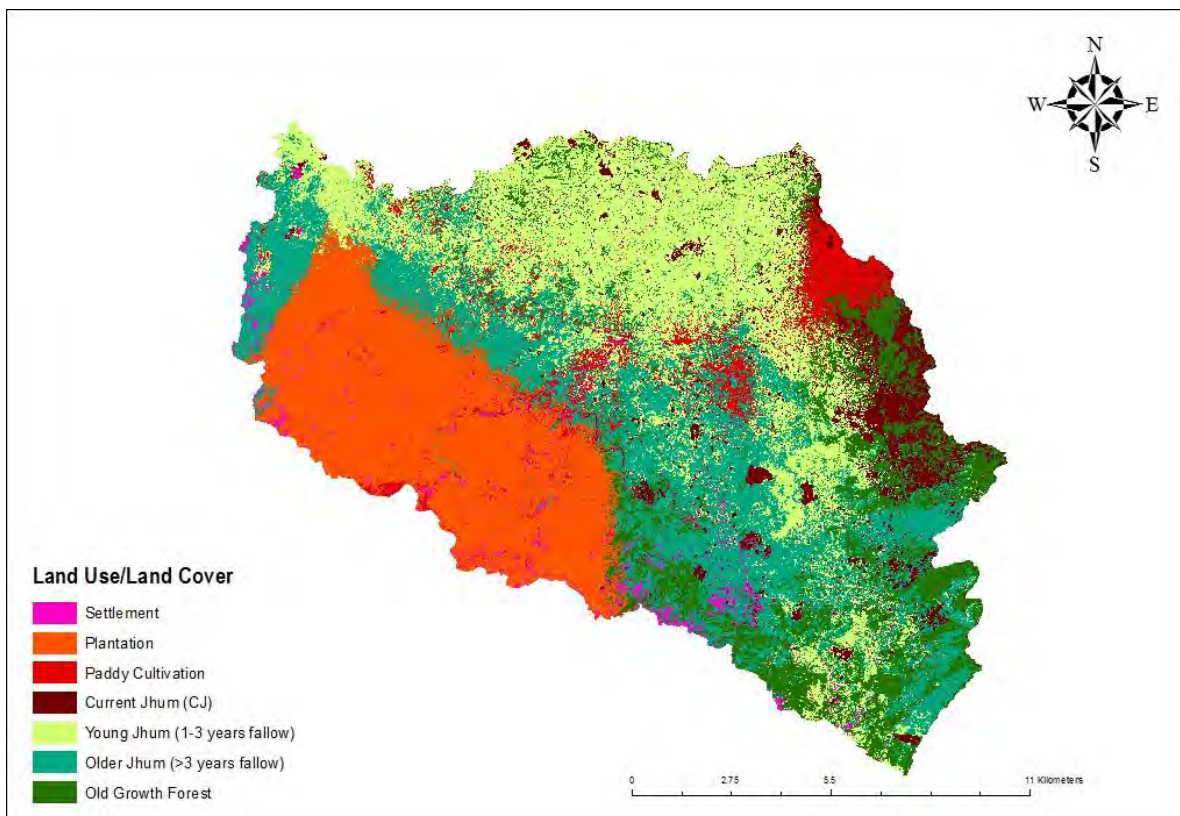 N
W E
S
Land Use/Land Cover
Settlement
Plantation
Paddy Cultivation
Current Jhum (CJ)
Young Jhum (1-3 years fallow)
Older Jhum (>3 years fallow)
Old Growth Forest
0 2.75 5.5 11 Kilometers